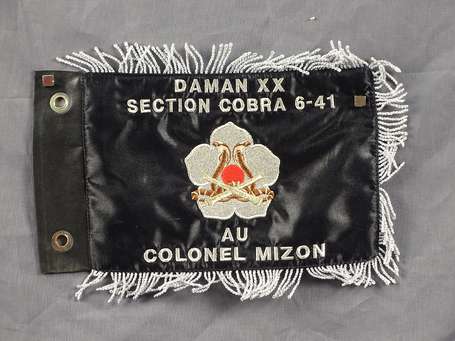 DAMAN XX
SECTION COBRA 6-41
AU
COLONEL MIZON